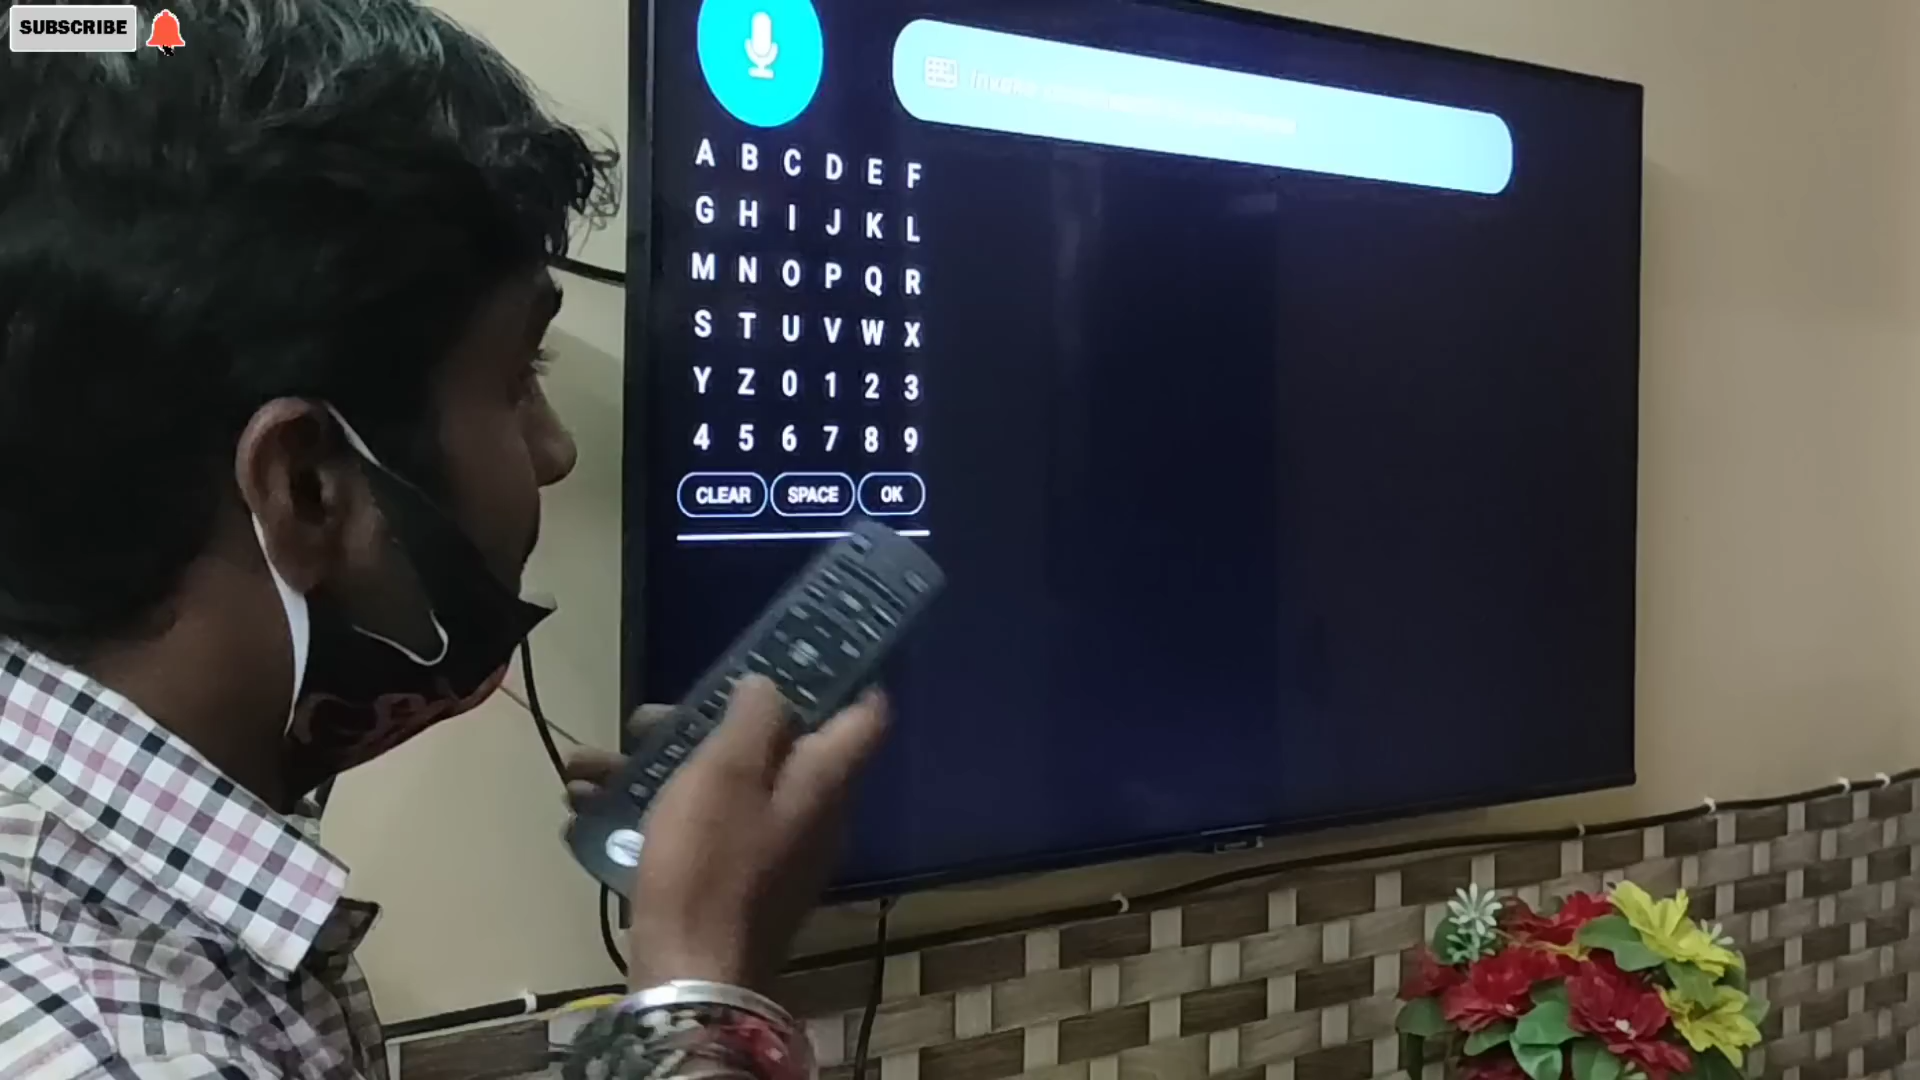 SUBSCRIBE
A B C D E F
G H I J K L
M N O P Q R
S T U V W X
Y Z 0 1 2 3
4 5 6 7 8 9
CLEAR SPACE OK